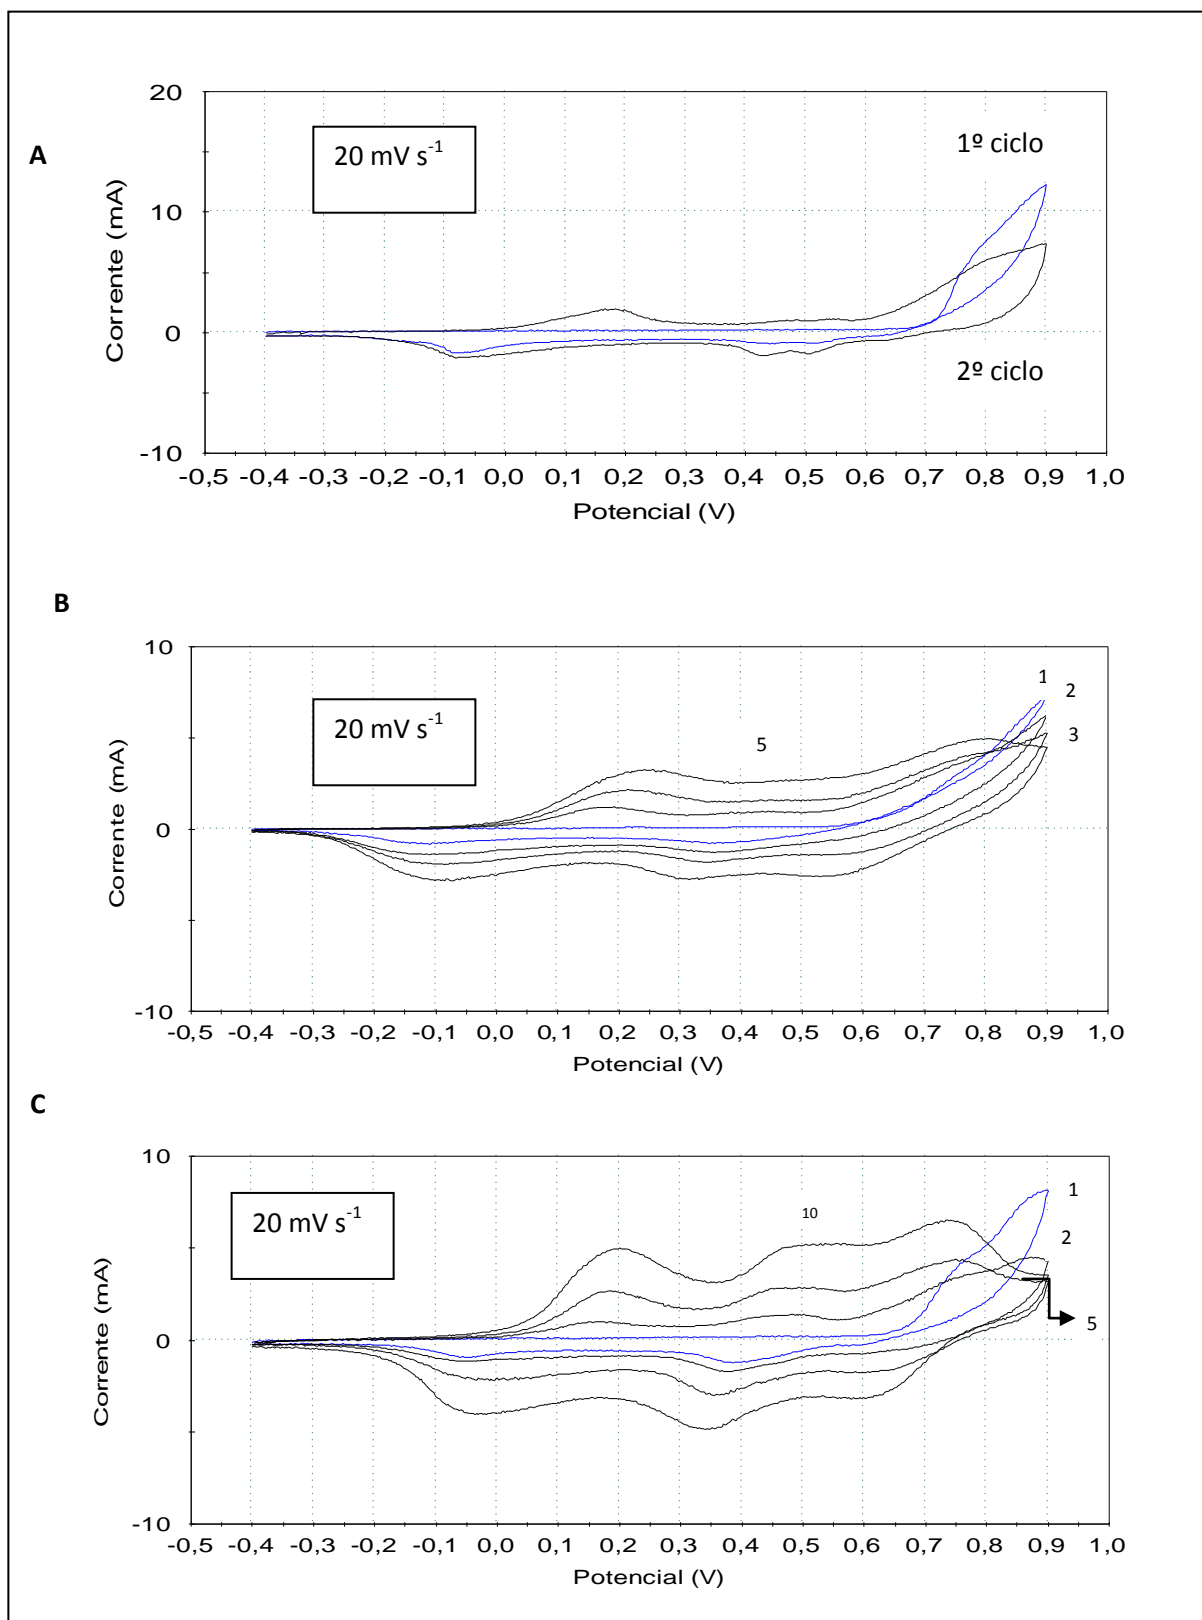 A
20 mV s⁻¹
1º ciclo
2º ciclo
20
10
0
-10
Corrente (mA)
-0,5 -0,4 -0,3 -0,2 -0,1 0,0 0,1 0,2 0,3 0,4 0,5 0,6 0,7 0,8 0,9 1,0
Potencial (V)
B
20 mV s⁻¹
1
2
3
5
10
0
-10
Corrente (mA)
-0,5 -0,4 -0,3 -0,2 -0,1 0,0 0,1 0,2 0,3 0,4 0,5 0,6 0,7 0,8 0,9 1,0
Potencial (V)
C
20 mV s⁻¹
1
10
2
5
10
0
-10
Corrente (mA)
-0,5 -0,4 -0,3 -0,2 -0,1 0,0 0,1 0,2 0,3 0,4 0,5 0,6 0,7 0,8 0,9 1,0
Potencial (V)